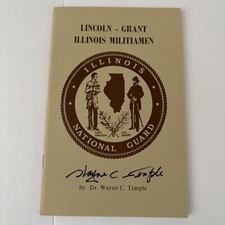 LINCOLN - GRANT
ILLINOIS MILITIAMEN
ILLINOIS
NATIONAL GUARD
Wayne C Temple
by Dr. Wayne C. Temple